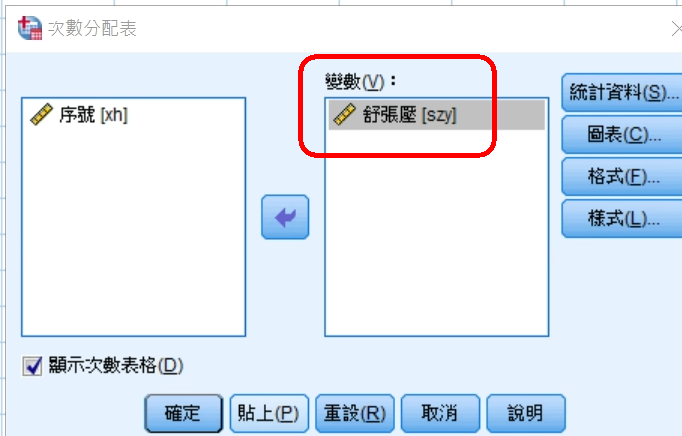 次數分配表
變數(V)：
序號 [xh]
舒張壓 [szy]
統計資料(S)...
圖表(C)...
格式(F)...
樣式(L)...
顯示次數表格(D)
確定
貼上(P)
重設(R)
取消
說明